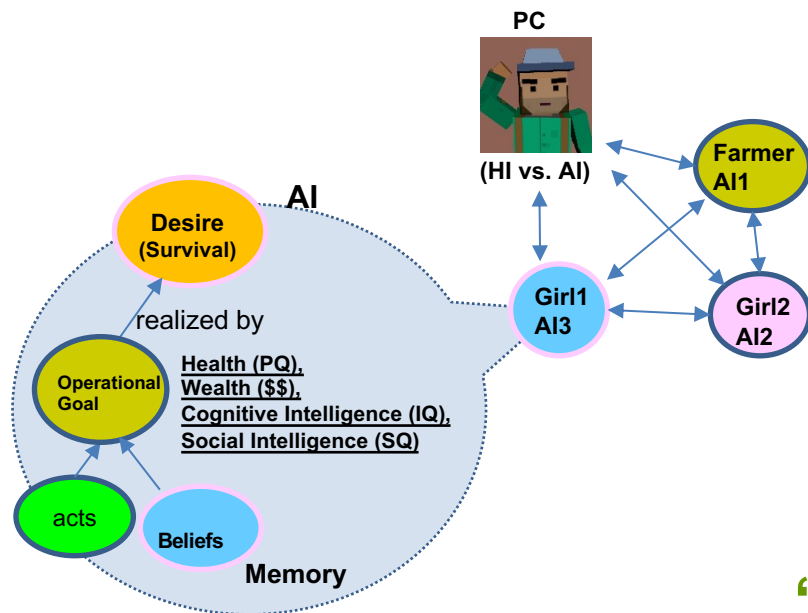 PC
(HI vs. AI)
Farmer
AI1
Girl1
AI3
Girl2
AI2
AI
Desire
(Survival)
realized by
Operational
Goal
Health (PQ),
Wealth ($$),
Cognitive Intelligence (IQ),
Social Intelligence (SQ)
acts
Beliefs
Memory
“